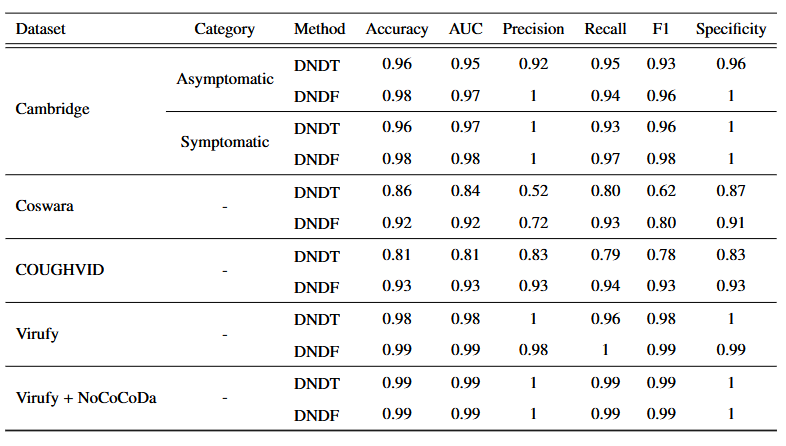 Dataset Category Method Accuracy AUC Precision Recall F1 Specificity
Cambridge Asymptomatic DNDT 0.96 0.95 0.92 0.95 0.93 0.96
DNDF 0.98 0.97 1 0.94 0.96 1
Symptomatic DNDT 0.96 0.97 1 0.93 0.96 1
DNDF 0.98 0.98 1 0.97 0.98 1
Coswara - DNDT 0.86 0.84 0.52 0.80 0.62 0.87
DNDF 0.92 0.92 0.72 0.93 0.80 0.91
COUGHVID - DNDT 0.81 0.81 0.83 0.79 0.78 0.83
DNDF 0.93 0.93 0.93 0.94 0.93 0.93
Virufy - DNDT 0.98 0.98 1 0.96 0.98 1
DNDF 0.99 0.99 0.98 1 0.99 0.99
Virufy + NoCoCoDa - DNDT 0.99 0.99 1 0.99 0.99 1
DNDF 0.99 0.99 1 0.99 0.99 1